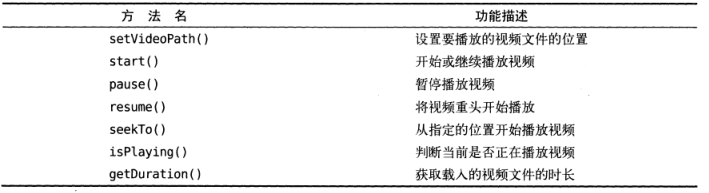 方 法 名 功能描述
setVideoPath() 设置要播放的视频文件的位置
start() 开始或继续播放视频
pause() 暂停播放视频
resume() 将视频重头开始播放
seekTo() 从指定的位置开始播放视频
isPlaying() 判断当前是否正在播放视频
getDuration() 获取载入的视频文件的时长